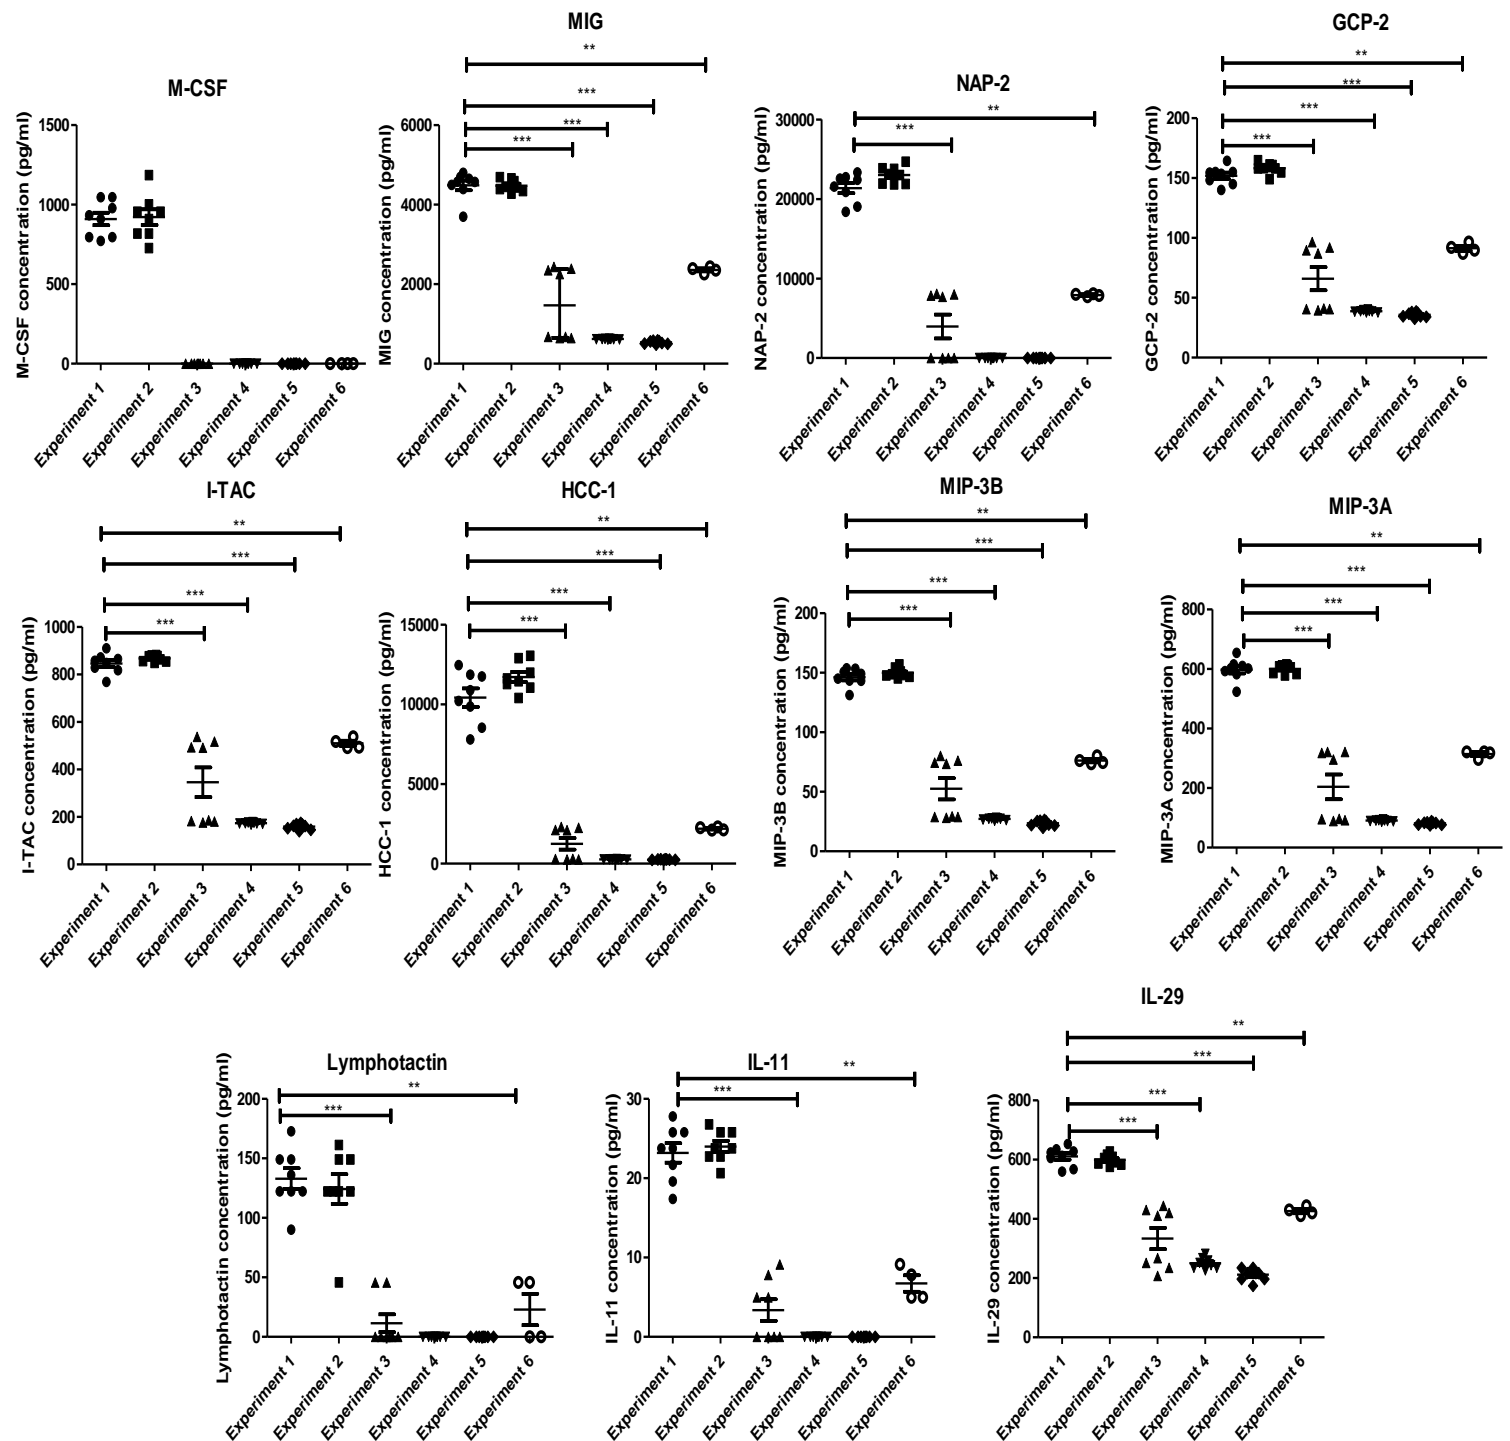 M-CSF
M-CSF concentration (pg/ml)
1500
1000
500
0
Experiment 1
Experiment 2
Experiment 3
Experiment 4
Experiment 5
Experiment 6
MIG
**
***
***
***
MIG concentration (pg/ml)
6000
4000
2000
0
Experiment 1
Experiment 2
Experiment 3
Experiment 4
Experiment 5
Experiment 6
NAP-2
**
***
NAP-2 concentration (pg/ml)
30000
20000
10000
0
Experiment 1
Experiment 2
Experiment 3
Experiment 4
Experiment 5
Experiment 6
GCP-2
**
***
***
***
GCP-2 concentration (pg/ml)
200
150
100
50
0
Experiment 1
Experiment 2
Experiment 3
Experiment 4
Experiment 5
Experiment 6
I-TAC
**
***
***
***
I-TAC concentration (pg/ml)
1000
800
600
400
200
0
Experiment 1
Experiment 2
Experiment 3
Experiment 4
Experiment 5
Experiment 6
HCC-1
**
***
***
***
HCC-1 concentration (pg/ml)
15000
10000
5000
0
Experiment 1
Experiment 2
Experiment 3
Experiment 4
Experiment 5
Experiment 6
MIP-3B
**
***
***
***
MIP-3B concentration (pg/ml)
200
150
100
50
0
Experiment 1
Experiment 2
Experiment 3
Experiment 4
Experiment 5
Experiment 6
MIP-3A
**
***
***
***
MIP-3A concentration (pg/ml)
800
600
400
200
0
Experiment 1
Experiment 2
Experiment 3
Experiment 4
Experiment 5
Experiment 6
Lymphotactin
**
***
Lymphotactin concentration (pg/ml)
200
150
100
50
0
Experiment 1
Experiment 2
Experiment 3
Experiment 4
Experiment 5
Experiment 6
IL-11
**
***
IL-11 concentration (pg/ml)
30
20
10
0
Experiment 1
Experiment 2
Experiment 3
Experiment 4
Experiment 5
Experiment 6
IL-29
**
***
***
***
IL-29 concentration (pg/ml)
800
600
400
200
0
Experiment 1
Experiment 2
Experiment 3
Experiment 4
Experiment 5
Experiment 6